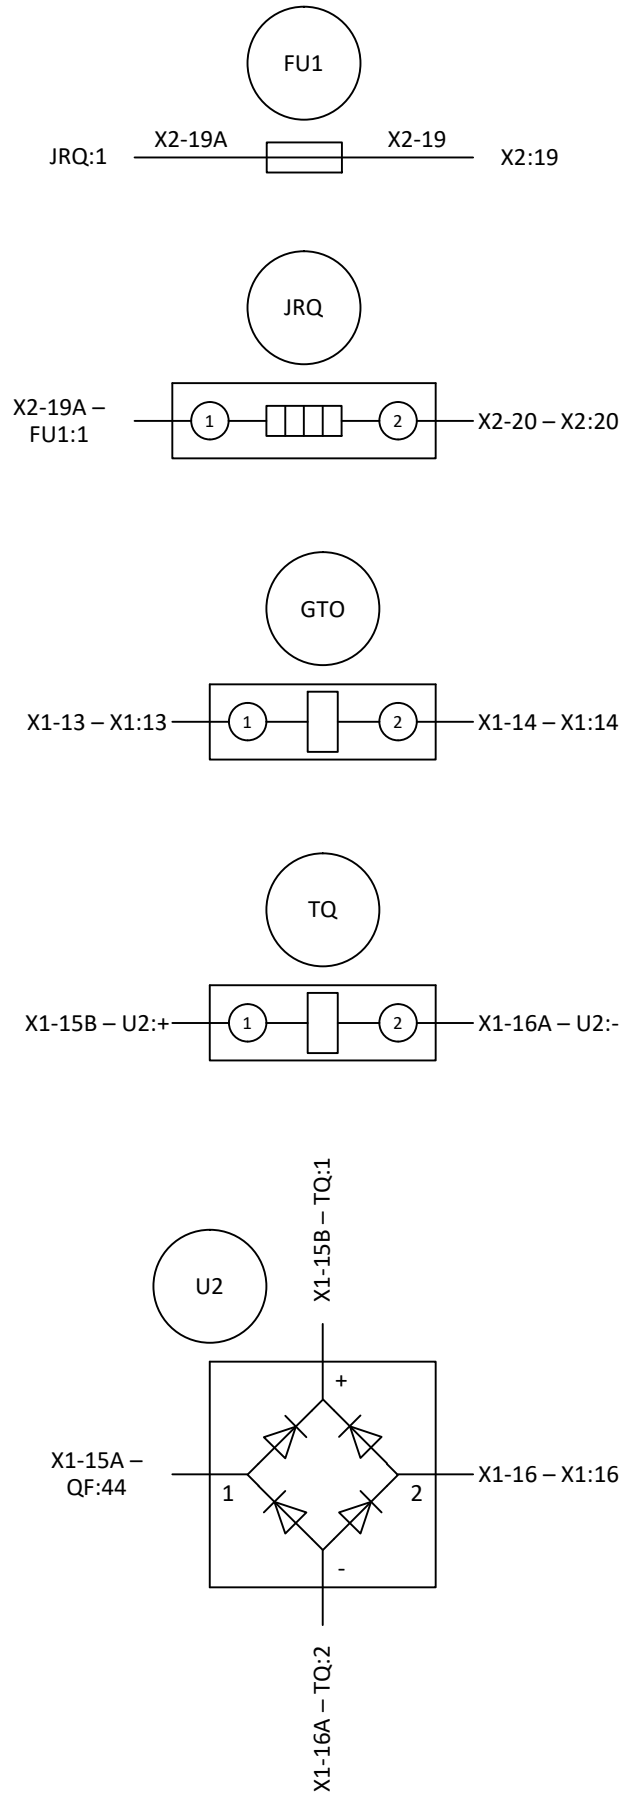 FU1
JRQ:1
X2-19A
X2-19
X2:19
JRQ
X2-19A –
FU1:1
1
2
X2-20 – X2:20
GTO
X1-13 – X1:13
1
2
X1-14 – X1:14
TQ
X1-15B – U2:+
1
2
X1-16A – U2:-
X1-15B – TQ:1
U2
+
X1-15A –
QF:44
1
2
X1-16 – X1:16
-
X1-16A – TQ:2